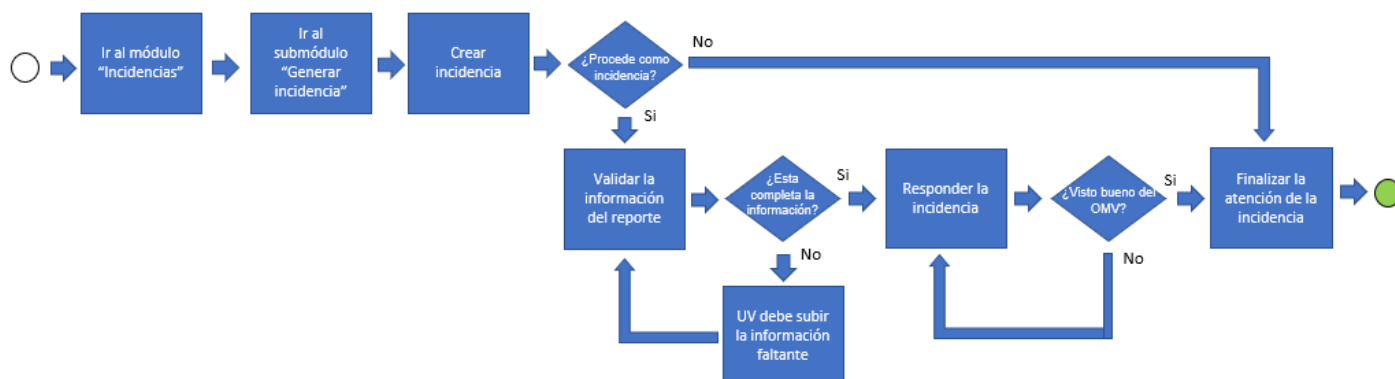 Ir al módulo
“Incidencias”
Ir al
submódulo
“Generar
incidencia”
Crear
incidencia
¿Procede como
incidencia?
No
Si
Validar la
información
del reporte
¿Esta
completa la
información?
Si
No
UV debe subir
la información
faltante
Responder la
incidencia
¿Visto bueno del
OMV?
Si
No
Finalizar la
atención de la
incidencia